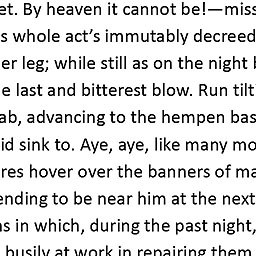 et. By heaven it cannot be!—miss
s whole act's immutably decreed
er leg; while still as on the night b
e last and bitterest blow. Run tilt
ab, advancing to the hempen bas
id sink to. Aye, aye, like many mo
res hover over the banners of ma
ending to be near him at the next
s in which, during the past night,
busily at work in repairing them